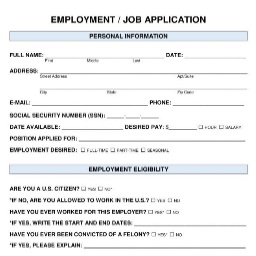 EMPLOYMENT / JOB APPLICATION
PERSONAL INFORMATION
FULL NAME: DATE:
First Middle Last
ADDRESS:
Street Address Apt/Suite
City State Zip Code
E-MAIL: PHONE:
SOCIAL SECURITY NUMBER (SSN): - -
DATE AVAILABLE: DESIRED PAY: $ ☐ HOUR ☐ SALARY
POSITION APPLIED FOR:
EMPLOYMENT DESIRED: ☐ FULL-TIME ☐ PART-TIME ☐ SEASONAL
EMPLOYMENT ELIGIBILITY
ARE YOU A U.S. CITIZEN? ☐ YES ☐ NO*
*IF NO, ARE YOU ALLOWED TO WORK IN THE U.S.? ☐ YES ☐ NO
HAVE YOU EVER WORKED FOR THIS EMPLOYER? ☐ YES* ☐ NO
*IF YES, WRITE THE START AND END DATES:
HAVE YOU EVER BEEN CONVICTED OF A FELONY? ☐ YES* ☐ NO
*IF YES, PLEASE EXPLAIN: